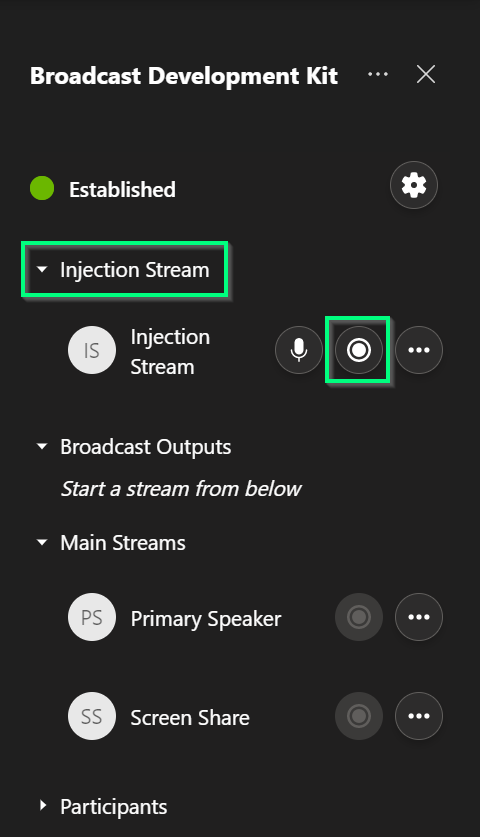 Broadcast Development Kit
Established
Injection Stream
IS
Injection
Stream
Broadcast Outputs
Start a stream from below
Main Streams
PS
Primary Speaker
SS
Screen Share
Participants